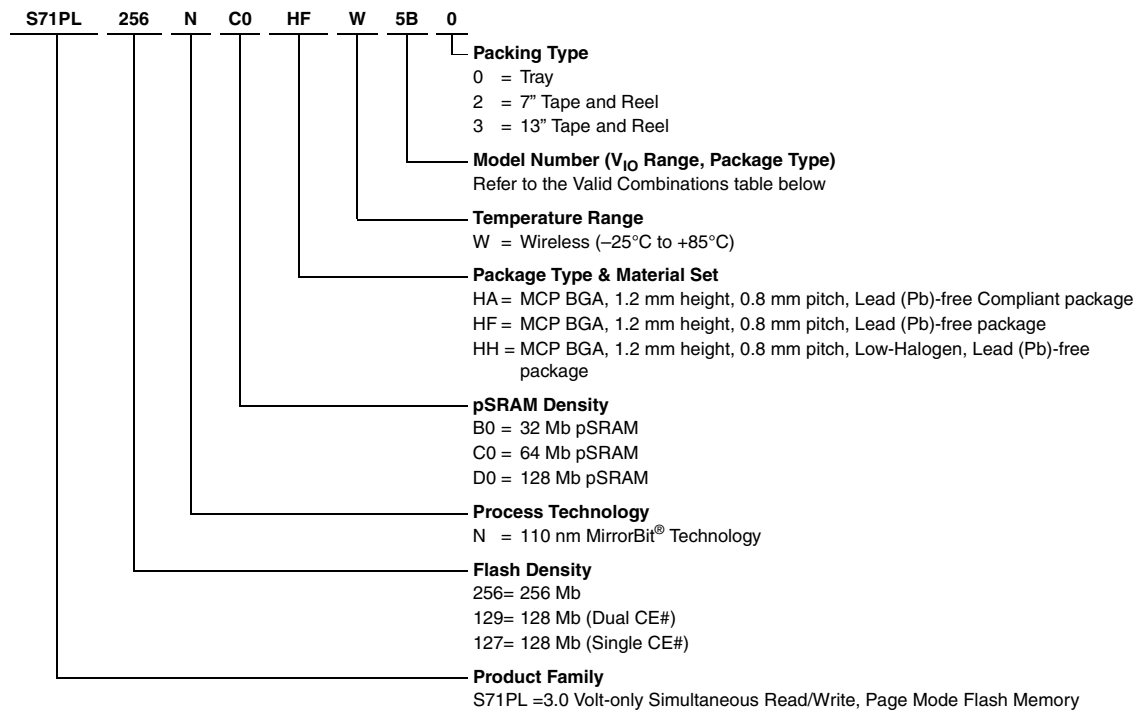 S71PL 256 N C0 HF W 5B 0
Packing Type
0 = Tray
2 = 7” Tape and Reel
3 = 13” Tape and Reel
Model Number (VIO Range, Package Type)
Refer to the Valid Combinations table below
Temperature Range
W = Wireless (–25°C to +85°C)
Package Type & Material Set
HA = MCP BGA, 1.2 mm height, 0.8 mm pitch, Lead (Pb)-free Compliant package
HF = MCP BGA, 1.2 mm height, 0.8 mm pitch, Lead (Pb)-free package
HH = MCP BGA, 1.2 mm height, 0.8 mm pitch, Low-Halogen, Lead (Pb)-free
package
pSRAM Density
B0 = 32 Mb pSRAM
C0 = 64 Mb pSRAM
D0 = 128 Mb pSRAM
Process Technology
N = 110 nm MirrorBit® Technology
Flash Density
256= 256 Mb
129= 128 Mb (Dual CE#)
127= 128 Mb (Single CE#)
Product Family
S71PL =3.0 Volt-only Simultaneous Read/Write, Page Mode Flash Memory